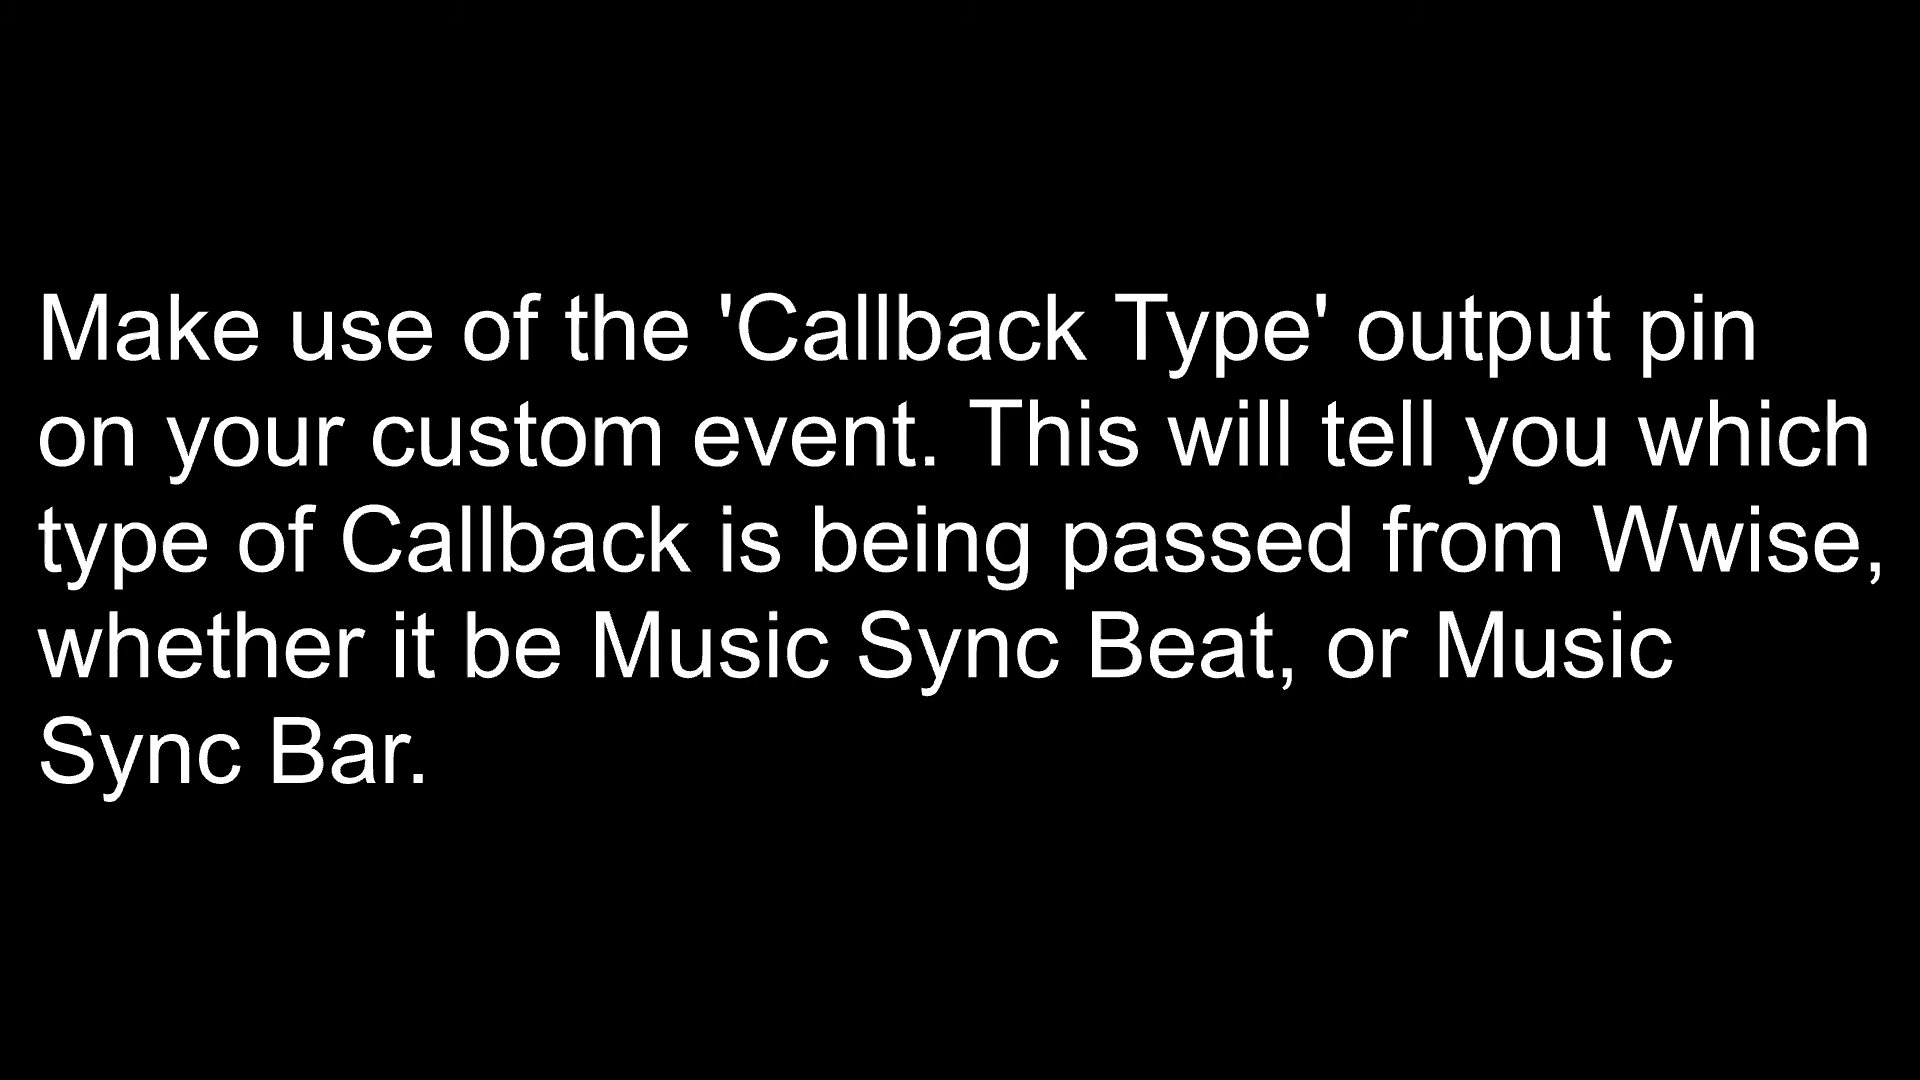 Make use of the 'Callback Type' output pin
on your custom event. This will tell you which
type of Callback is being passed from Wwise,
whether it be Music Sync Beat, or Music
Sync Bar.